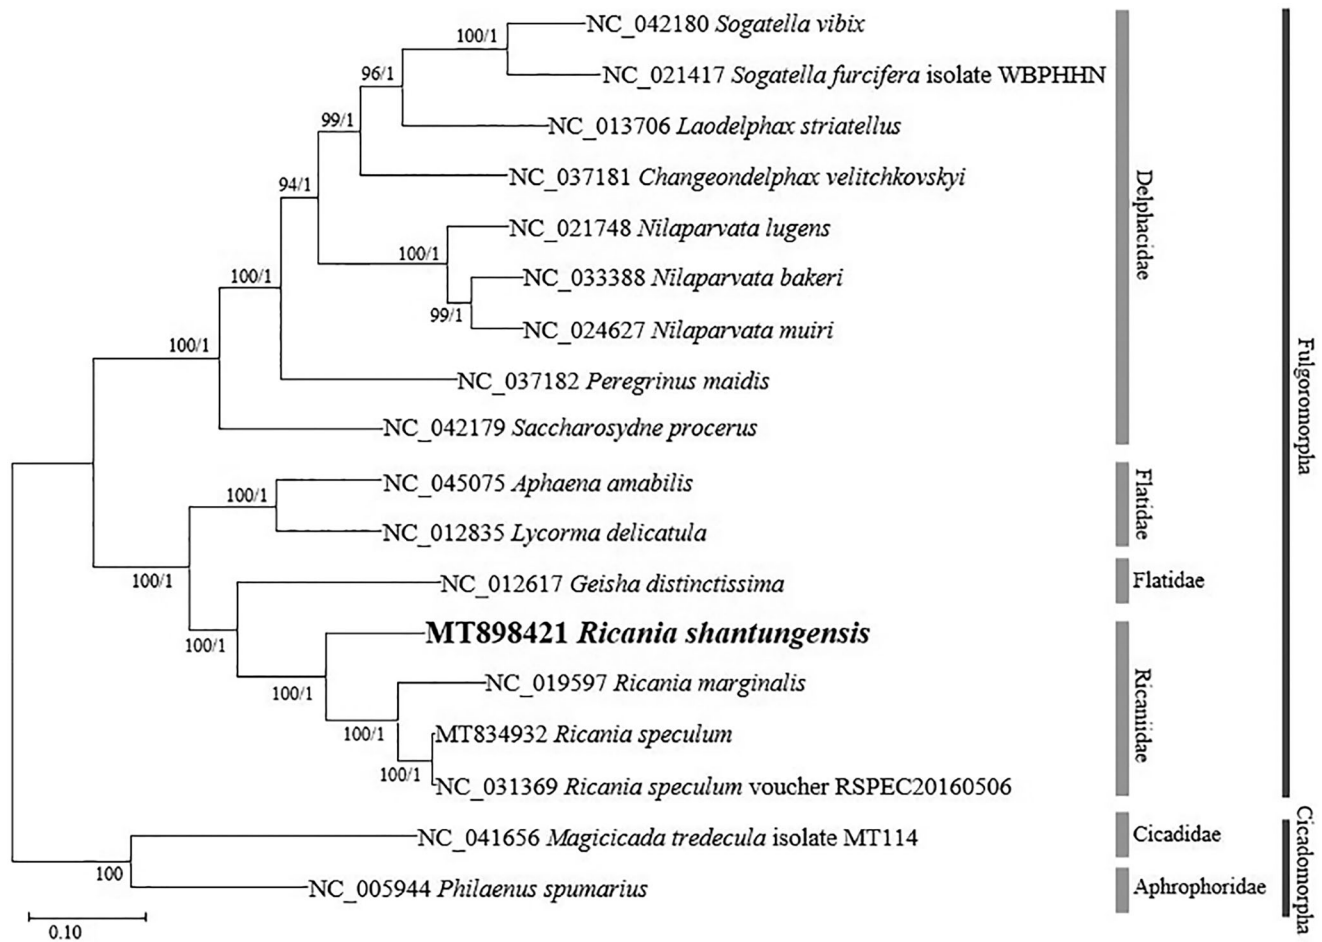 100/1
NC_042180 Sogatella vibix
96/1
NC_021417 Sogatella furcifera isolate WBPHHN
99/1
NC_013706 Laodelphax striatellus
94/1
NC_037181 Changeondelphax velitchkovskyi
100/1
NC_021748 Nilaparvata lugens
100/1
NC_033388 Nilaparvata bakeri
99/1
NC_024627 Nilaparvata muiri
100/1
NC_037182 Peregrinus maidis
NC_042179 Saccharosydne procerus
100/1
NC_045075 Aphaena amabilis
NC_012835 Lycorma delicatula
100/1
NC_012617 Geisha distinctissima
100/1
MT898421 Ricania shantungensis
100/1
NC_019597 Ricania marginalis
100/1
MT834932 Ricania speculum
100/1
NC_031369 Ricania speculum voucher RSPEC20160506
NC_041656 Magicicada tredecula isolate MT114
100
NC_005944 Philaenus spumarius
0.10
Delphacidae
Flatidae
Flatidae
Ricaniidae
Cicadidae
Aphrophoridae
Fulgoromorpha
Cicadomorpha